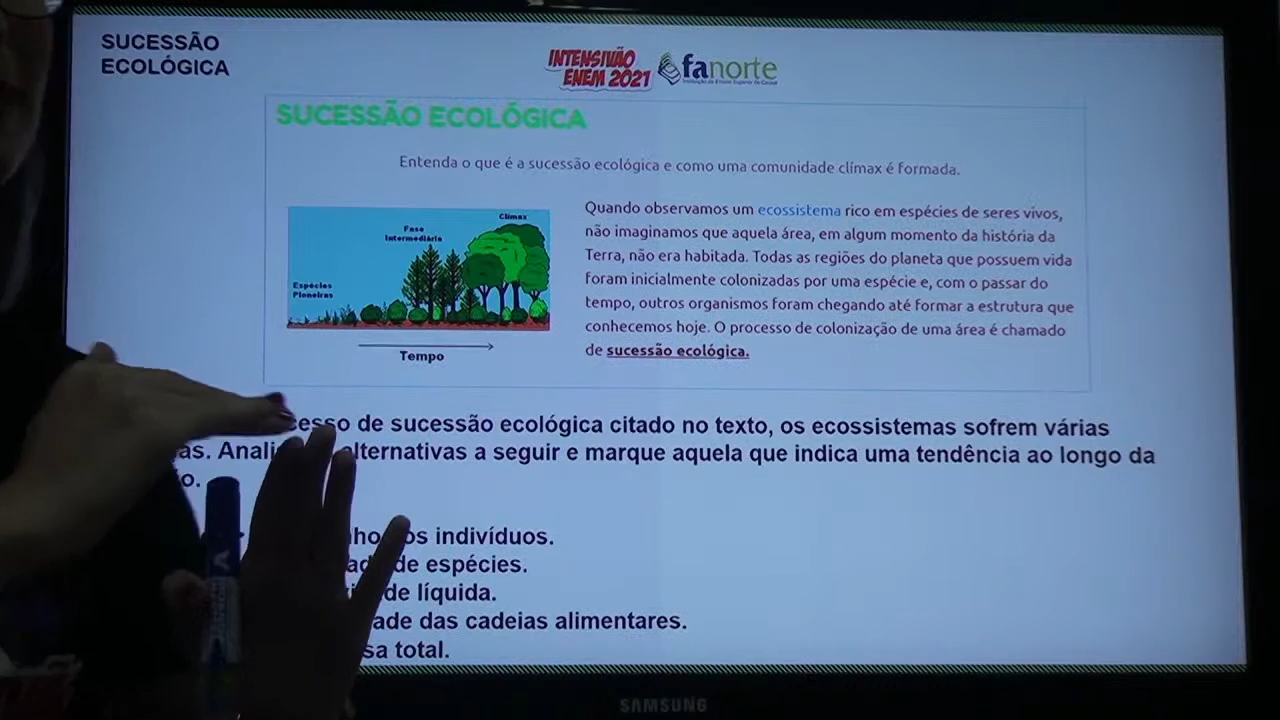 SUCESSÃO
ECOLÓGICA
INTENSIVÃO
ENEM 2021
fanorte
SUCESSÃO ECOLÓGICA
Entenda o que é a sucessão ecológica e como uma comunidade clímax é formada.
Clímax
Fase
Intermediária
Espécies
Pioneiras
Tempo
Quando observamos um ecossistema rico em espécies de seres vivos,
não imaginamos que aquela área, em algum momento da história da
Terra, não era habitada. Todas as regiões do planeta que possuem vida
foram inicialmente colonizadas por uma espécie e, com o passar do
tempo, outros organismos foram chegando até formar a estrutura que
conhecemos hoje. O processo de colonização de uma área é chamado
de sucessão ecológica.
cesso de sucessão ecológica citado no texto, os ecossistemas sofrem várias
as. Anali lternativas a seguir e marque aquela que indica uma tendência ao longo da
o.
nho os indivíduos.
ad de espécies.
de líquida.
ade das cadeias alimentares.
sa total.
SAMSUNG